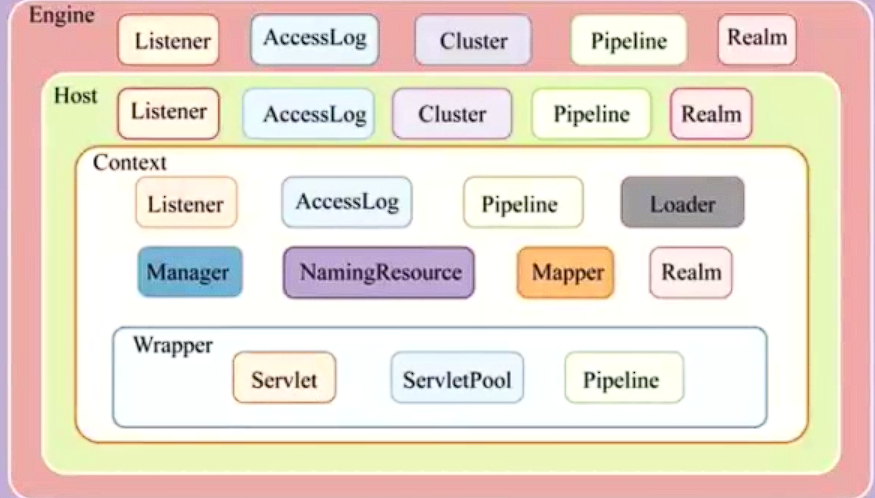 Engine
Listener AccessLog Cluster Pipeline Realm
Host
Listener AccessLog Cluster Pipeline Realm
Context
Listener AccessLog Pipeline Loader
Manager NamingResource Mapper Realm
Wrapper
Servlet ServletPool Pipeline